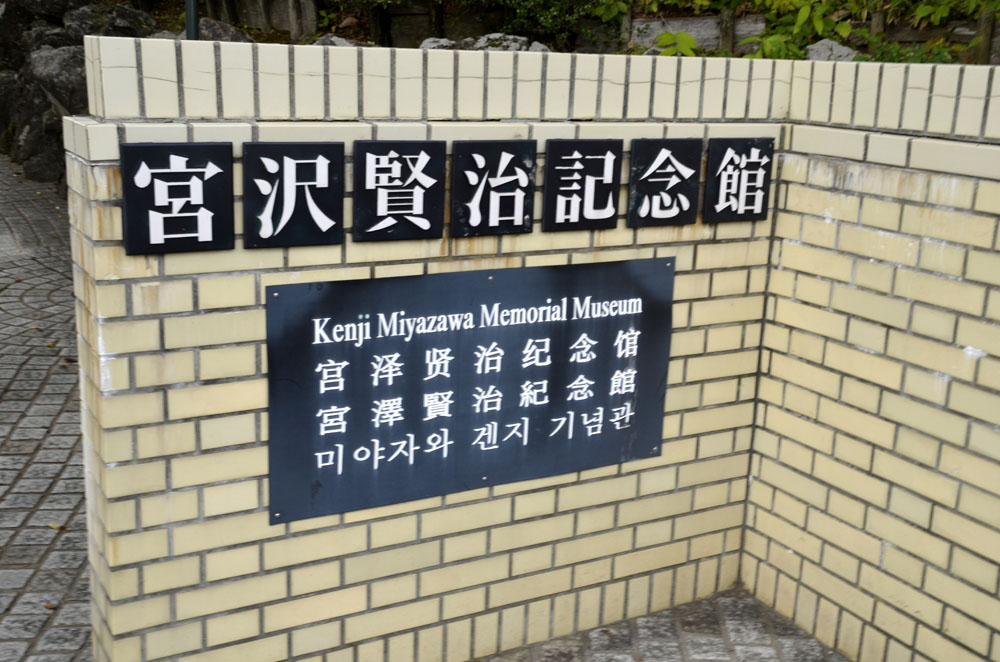 宮沢賢治記念館
Kenji Miyazawa Memorial Museum
宫泽贤治纪念馆
宮澤賢治紀念館
미야자와 겐지 기념관